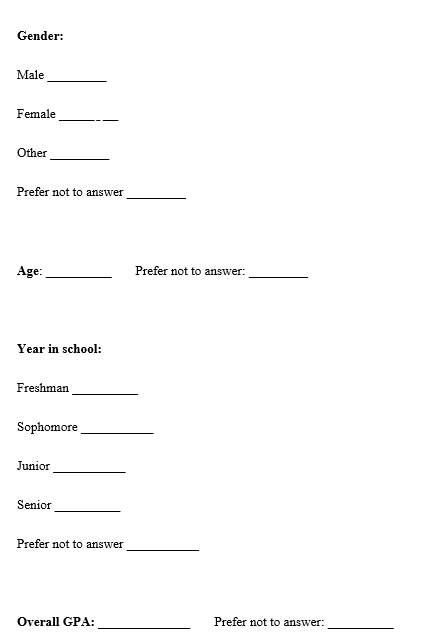 Gender:
Male _________
Female _________
Other _________
Prefer not to answer _________
Age: __________ Prefer not to answer: _________
Year in school:
Freshman __________
Sophomore ___________
Junior ___________
Senior __________
Prefer not to answer ___________
Overall GPA: ______________ Prefer not to answer: __________